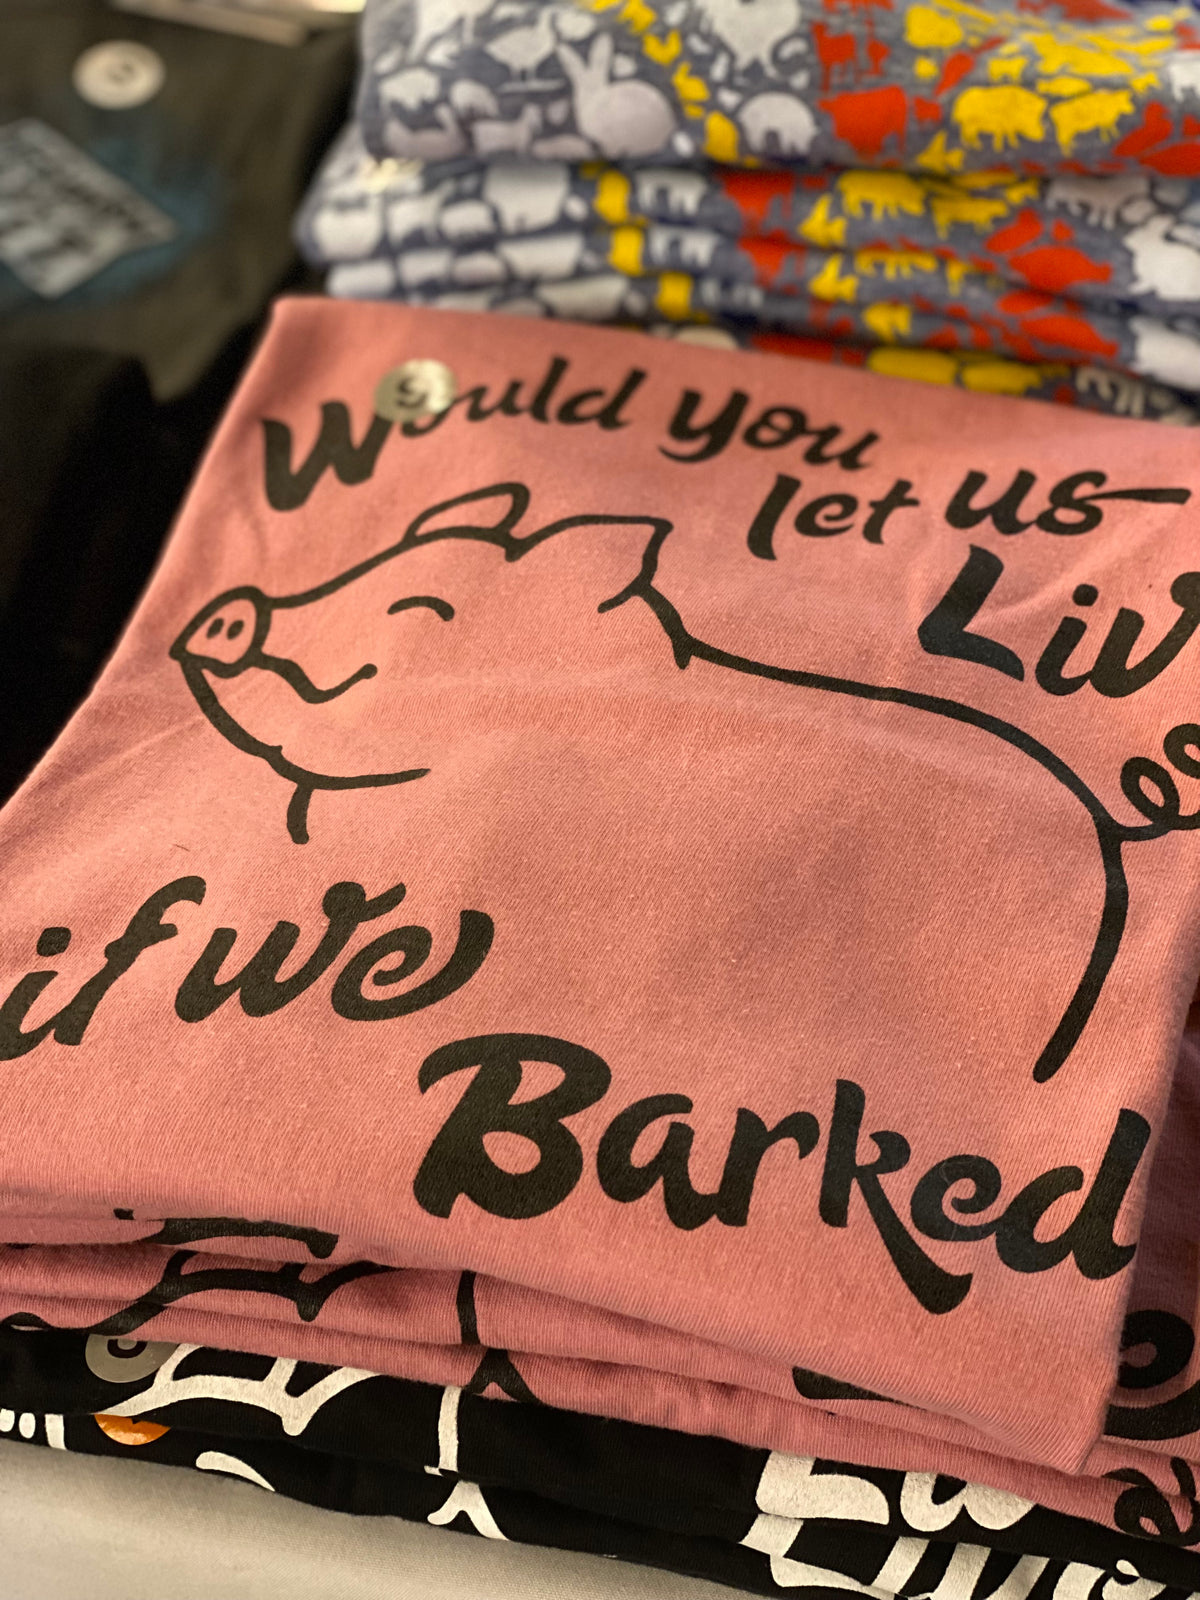 Would you
let us
Liv
if we
Barked